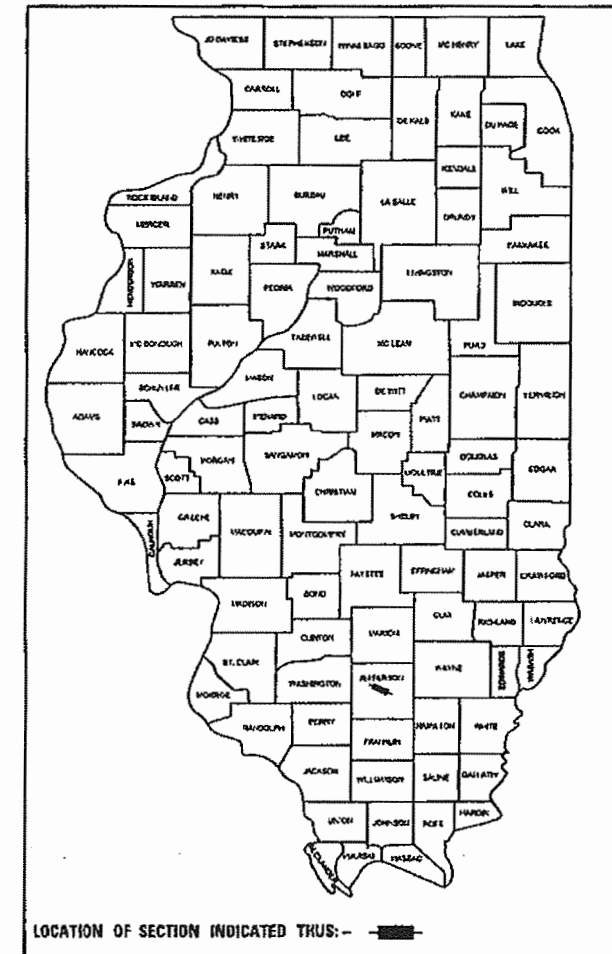 JO DAVIESS STEPHENSON WINNEBAGO BOONE MC HENRY LAKE
CARROLL OGLE DE KALB KANE DU PAGE COOK
WHITESIDE LEE KENDALL WILL
ROCK ISLAND HENRY BUREAU LA SALLE GRUNDY
MERCER PUTNAM KANKAKEE
STARK MARSHALL LIVINGSTON
HENDERSON WARREN KNOX PEORIA WOODFORD IROQUOIS
HANCOCK MC DONOUGH FULTON TAZEWELL MC LEAN FORD
SCHUYLER MASON LOGAN DE WITT CHAMPAIGN VERMILION
ADAMS BROWN CASS MENARD MACON PIATT
PIKE SCOTT MORGAN SANGAMON MOULTRIE DOUGLAS EDGAR
CHRISTIAN COLES
CALHOUN GREENE MACOUPIN MONTGOMERY SHELBY CUMBERLAND CLARK
JERSEY FAYETTE EFFINGHAM JASPER CRAWFORD
MADISON BOND CLAY RICHLAND LAWRENCE
CLINTON MARION
ST. CLAIR WASHINGTON JEFFERSON WAYNE EDWARDS WABASH
MONROE RANDOLPH PERRY HAMILTON WHITE
FRANKLIN
JACKSON WILLIAMSON SALINE GALLATIN
UNION JOHNSON POPE HARDIN
ALEXANDER PULASKI MASSAC
LOCATION OF SECTION INDICATED THUS:-